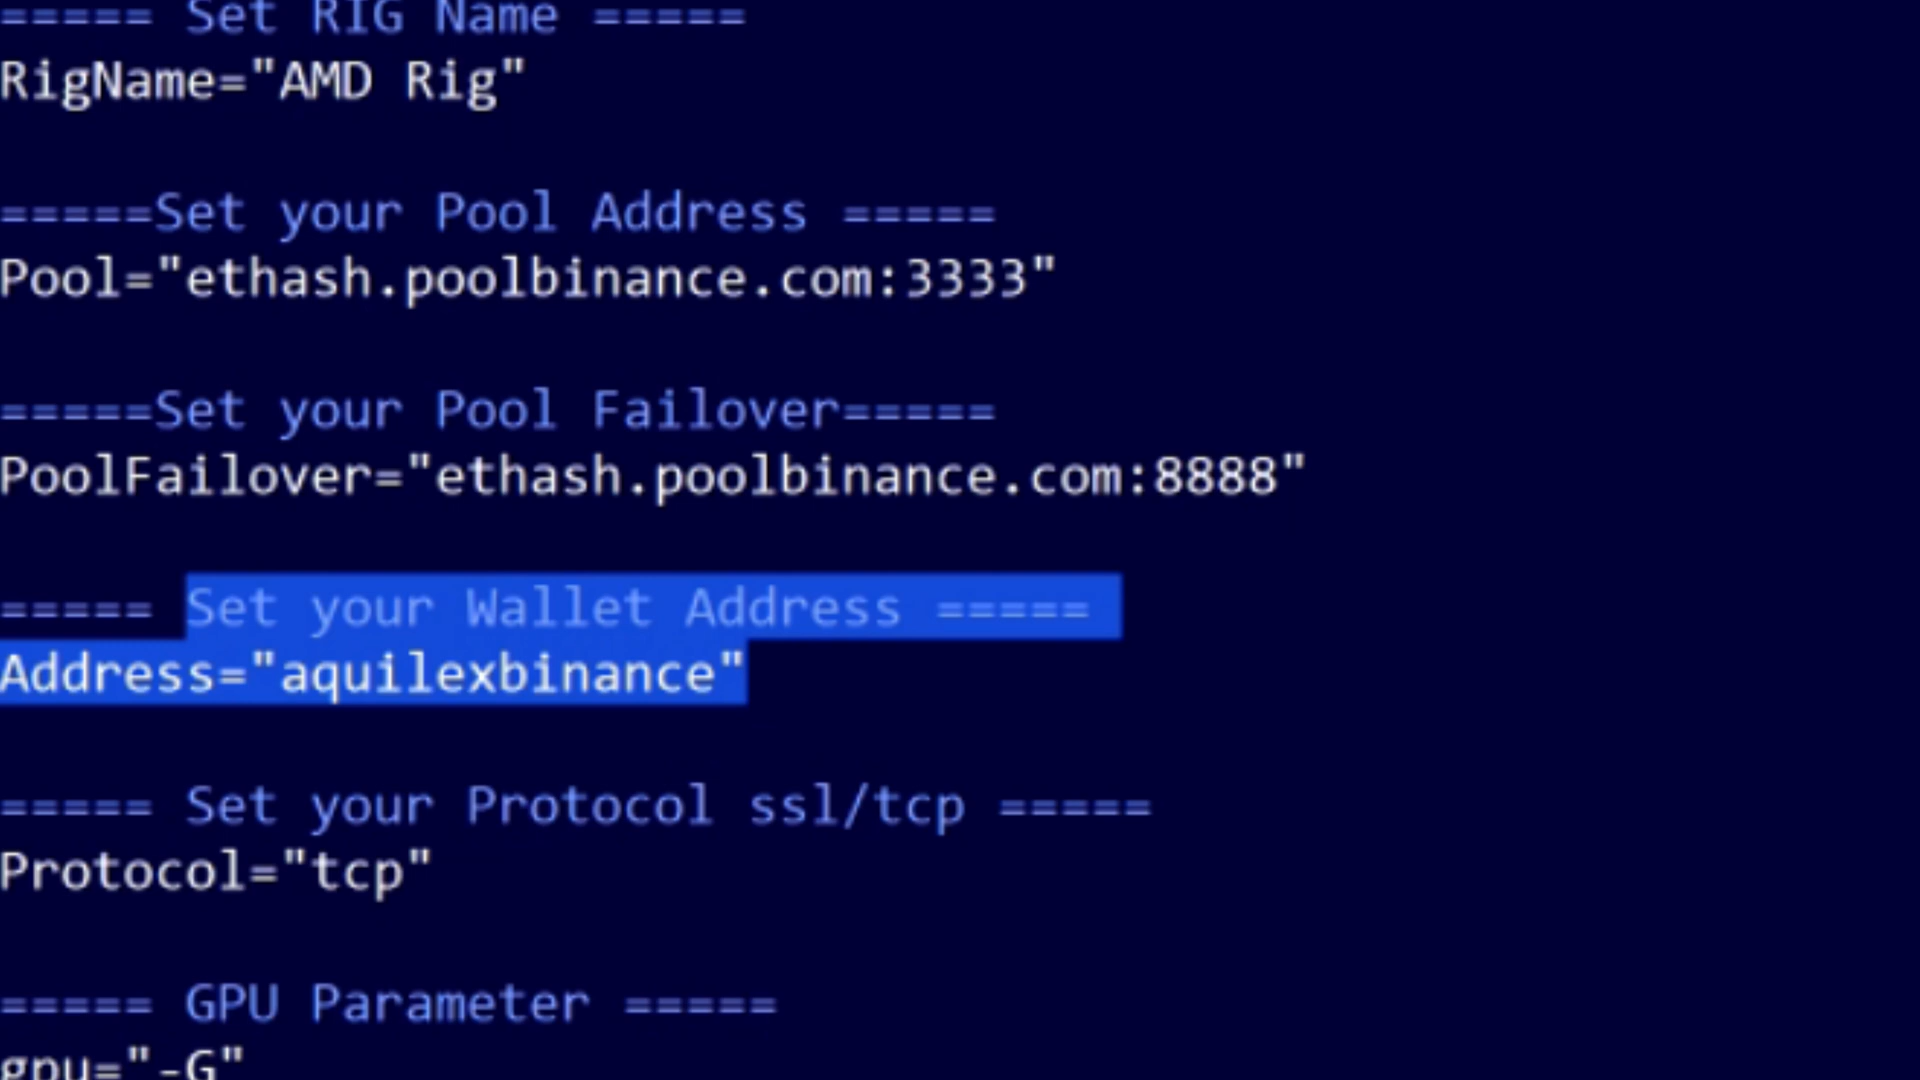 ===== Set RIG Name =====
RigName="AMD Rig"
=====Set your Pool Address =====
Pool="ethash.poolbinance.com:3333"
=====Set your Pool Failover=====
PoolFailover="ethash.poolbinance.com:8888"
===== Set your Wallet Address =====
Address="aquilexbinance"
===== Set your Protocol ssl/tcp =====
Protocol="tcp"
===== GPU Parameter =====
gpu="-G"